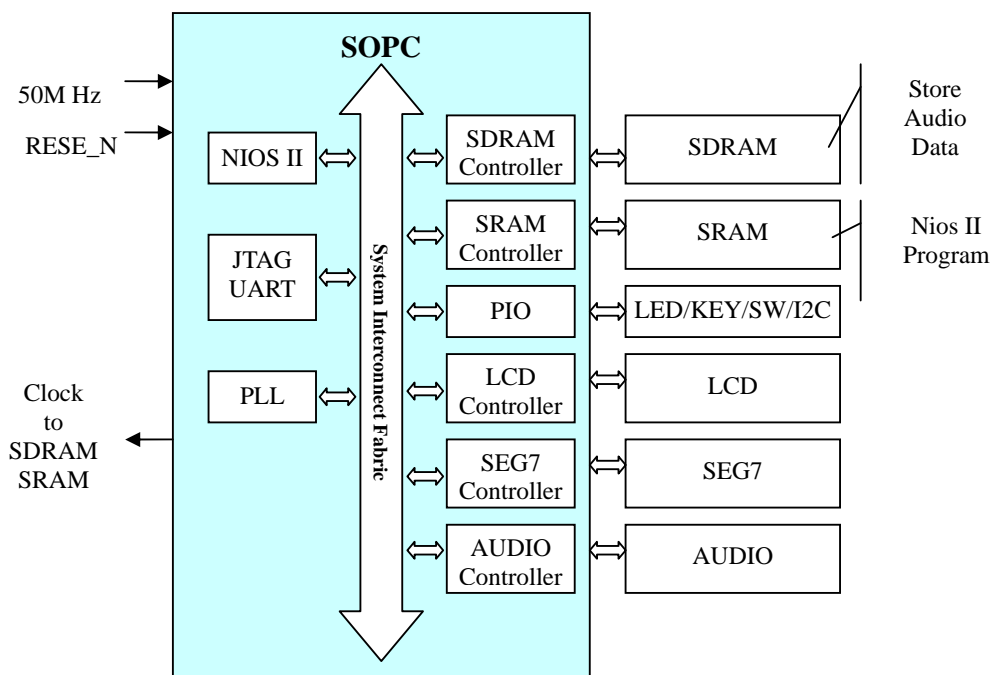 SOPC
50M Hz
RESE_N
Clock
to
SDRAM
SRAM
NIOS II
JTAG
UART
PLL
System Interconnect Fabric
SDRAM
Controller
SRAM
Controller
PIO
LCD
Controller
SEG7
Controller
AUDIO
Controller
SDRAM
SRAM
LED/KEY/SW/I2C
LCD
SEG7
AUDIO
Store
Audio
Data
Nios II
Program